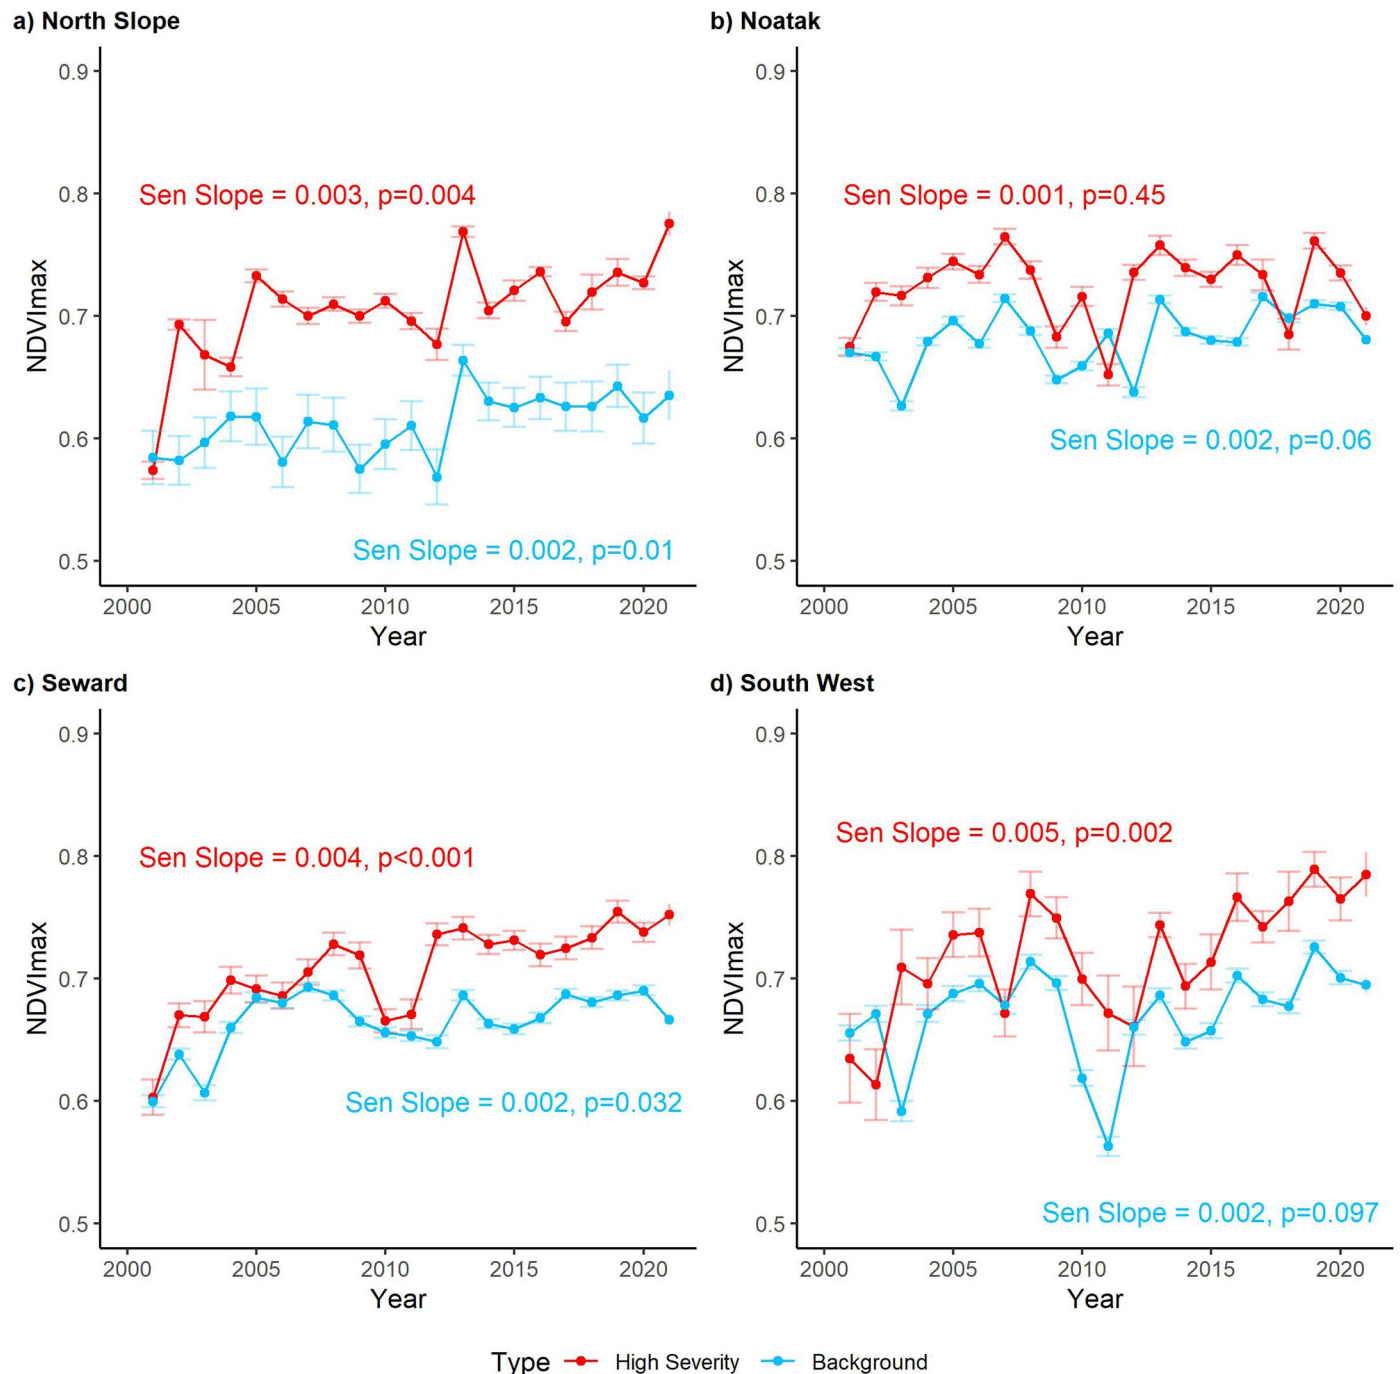 a) North Slope
NDVImax
0.9
0.8
0.7
0.6
0.5
Sen Slope = 0.003, p=0.004
Sen Slope = 0.002, p=0.01
2000 2005 2010 2015 2020
Year
b) Noatak
NDVImax
0.9
0.8
0.7
0.6
0.5
Sen Slope = 0.001, p=0.45
Sen Slope = 0.002, p=0.06
2000 2005 2010 2015 2020
Year
c) Seward
NDVImax
0.9
0.8
0.7
0.6
0.5
Sen Slope = 0.004, p<0.001
Sen Slope = 0.002, p=0.032
2000 2005 2010 2015 2020
Year
d) South West
NDVImax
0.9
0.8
0.7
0.6
0.5
Sen Slope = 0.005, p=0.002
Sen Slope = 0.002, p=0.097
2000 2005 2010 2015 2020
Year
Type High Severity Background